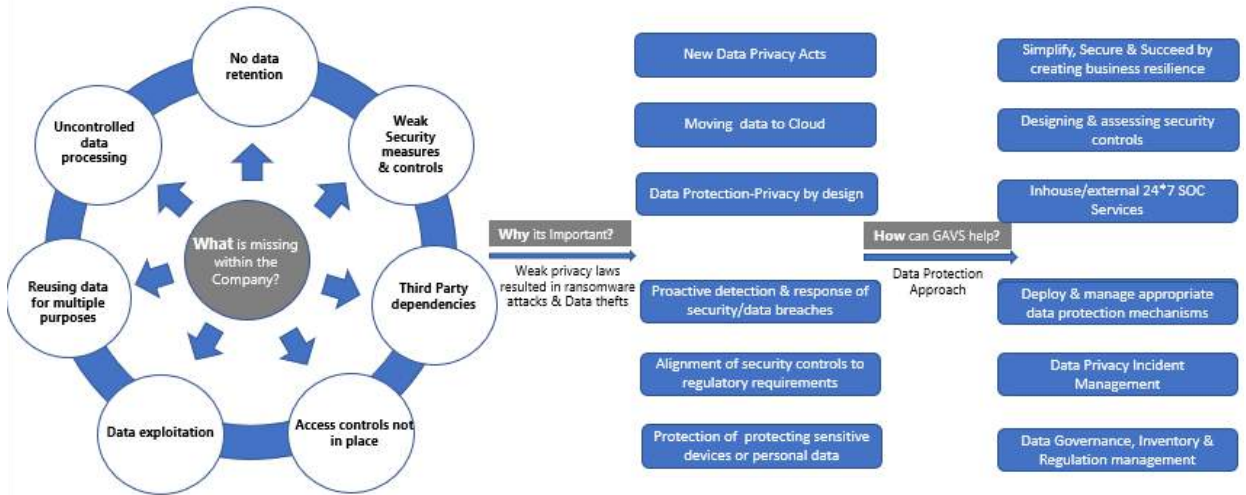 No data
retention
Weak
Security
measures
& controls
Third Party
dependencies
Access controls not
in place
Data exploitation
Reusing data
for multiple
purposes
Uncontrolled
data
processing
What is missing
within the
Company?
Why its Important?
Weak privacy laws
resulted in ransomware
attacks & Data thefts
New Data Privacy Acts
Moving data to Cloud
Data Protection-Privacy by design
Proactive detection & response of
security/data breaches
Alignment of security controls to
regulatory requirements
Protection of protecting sensitive
devices or personal data
How can GAVS help?
Data Protection
Approach
Simplify, Secure & Succeed by
creating business resilience
Designing & assessing security
controls
Inhouse/external 24*7 SOC
Services
Deploy & manage appropriate
data protection mechanisms
Data Privacy Incident
Management
Data Governance, Inventory &
Regulation management